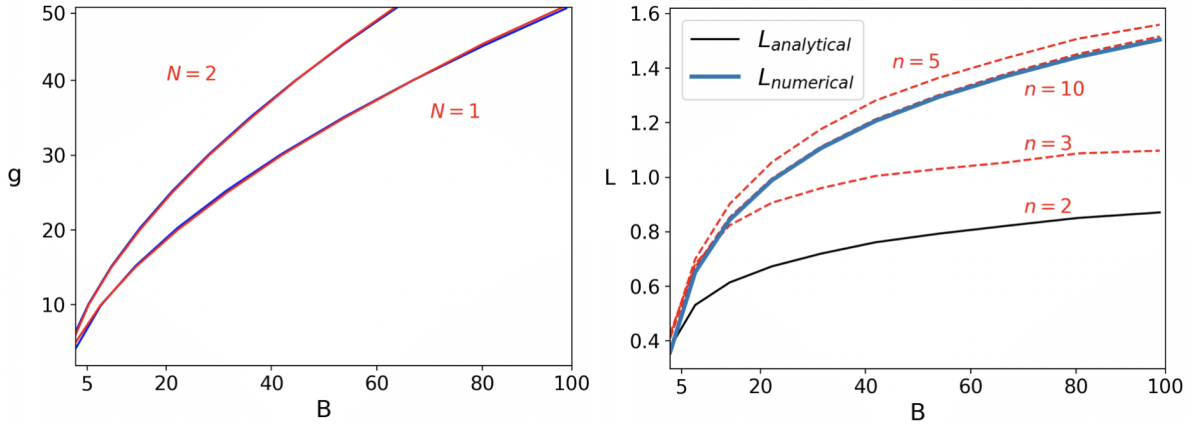 50
40
30
20
10
g
N = 2
N = 1
5
20
40
60
80
100
B
1.6
1.4
1.2
1.0
0.8
0.6
0.4
L
L_analytical
L_numerical
n = 5
n = 10
n = 3
n = 2
5
20
40
60
80
100
B